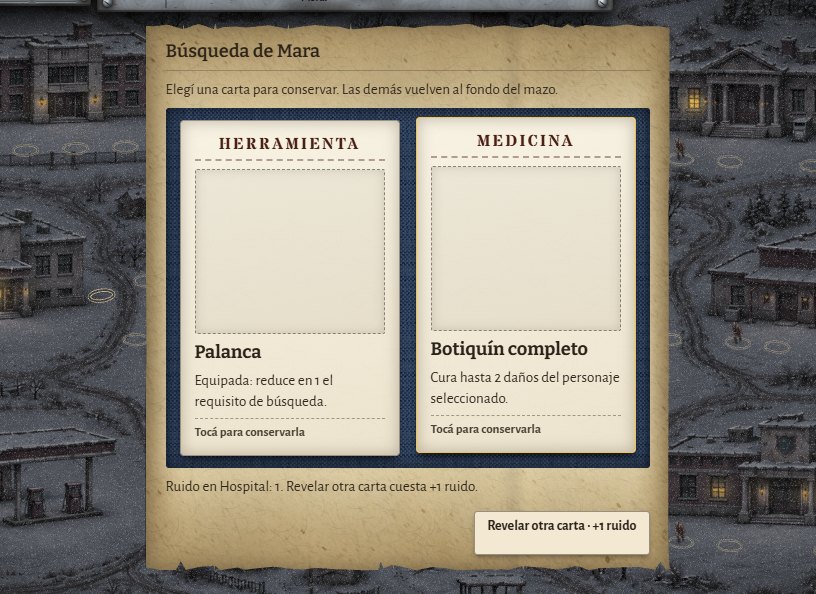 Búsqueda de Mara
Elegí una carta para conservar. Las demás vuelven al fondo del mazo.
HERRAMIENTA
Palanca
Equipada: reduce en 1 el
requisito de búsqueda.
Tocá para conservarla
MEDICINA
Botiquín completo
Cura hasta 2 daños del personaje
seleccionado.
Tocá para conservarla
Ruido en Hospital: 1. Revelar otra carta cuesta +1 ruido.
Revelar otra carta · +1 ruido